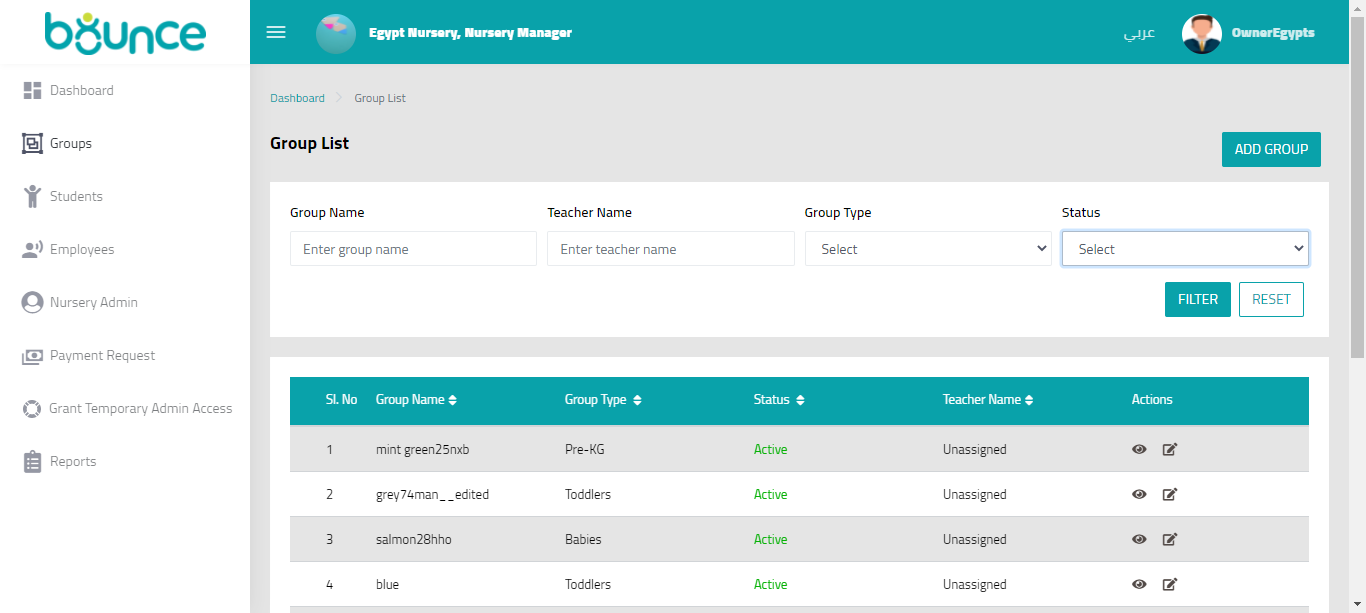 bounce
Egypt Nursery, Nursery Manager
عربي
OwnerEgypts
Dashboard
Groups
Students
Employees
Nursery Admin
Payment Request
Grant Temporary Admin Access
Reports
Dashboard > Group List
Group List
ADD GROUP
Group Name Teacher Name Group Type Status
Enter group name Enter teacher name Select Select
FILTER RESET
Sl. No Group Name Group Type Status Teacher Name Actions
1 mint green25nxb Pre-KG Active Unassigned
2 grey74man__edited Toddlers Active Unassigned
3 salmon28hho Babies Active Unassigned
4 blue Toddlers Active Unassigned